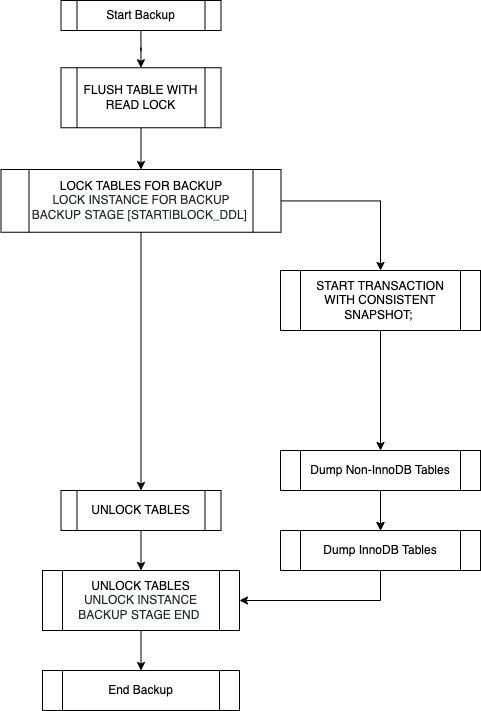 Start Backup
FLUSH TABLE WITH
READ LOCK
LOCK TABLES FOR BACKUP
LOCK INSTANCE FOR BACKUP
BACKUP STAGE [START|BLOCK_DDL]
START TRANSACTION
WITH CONSISTENT
SNAPSHOT;
Dump Non-InnoDB Tables
UNLOCK TABLES
Dump InnoDB Tables
UNLOCK TABLES
UNLOCK INSTANCE
BACKUP STAGE END
End Backup